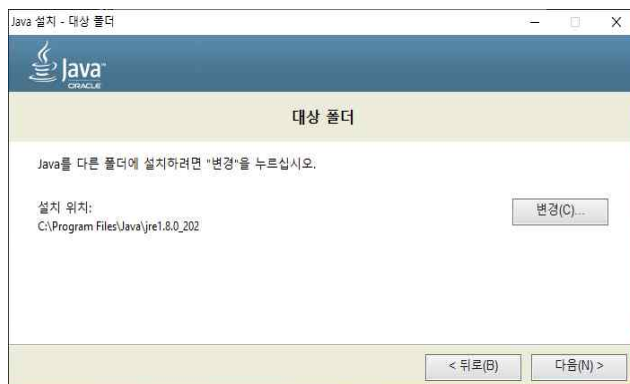 Java 설치 - 대상 폴더
Java
ORACLE
대상 폴더
Java를 다른 폴더에 설치하려면 "변경"을 누르십시오.
설치 위치:
변경(C)...
C:\Program Files\Java\jre1.8.0_202
< 뒤로(B)
다음(N) >